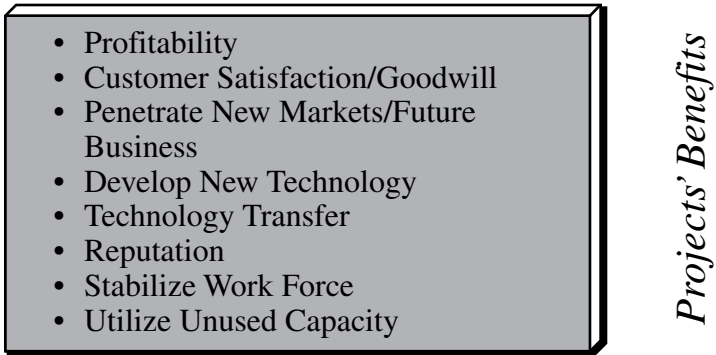 • Profitability
• Customer Satisfaction/Goodwill
• Penetrate New Markets/Future
Business
• Develop New Technology
• Technology Transfer
• Reputation
• Stabilize Work Force
• Utilize Unused Capacity
Projects' Benefits